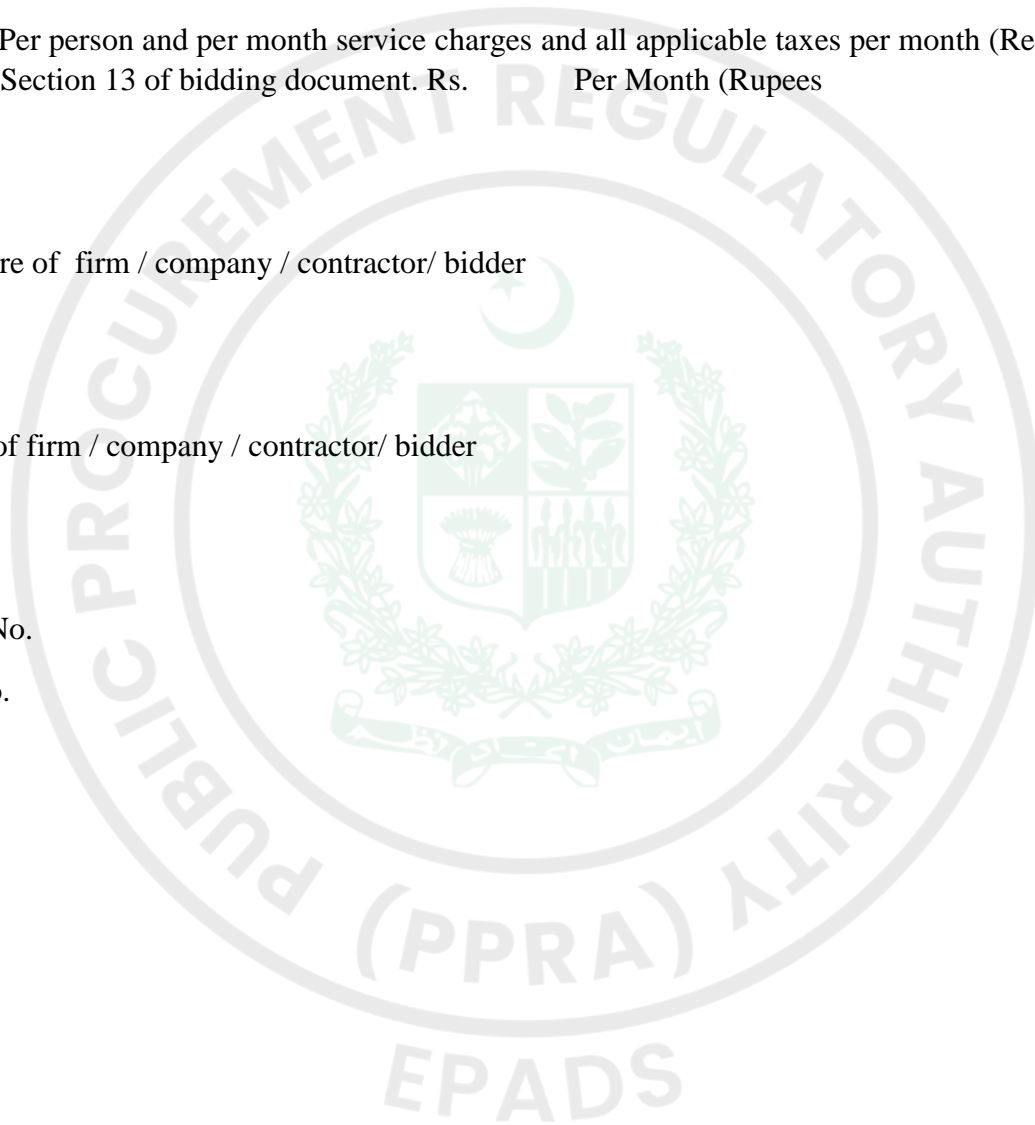 Per person and per month service charges and all applicable taxes per month (Re
Section 13 of bidding document. Rs. Per Month (Rupees
re of firm / company / contractor/ bidder
of firm / company / contractor/ bidder
No.
.
PUBLIC PROCUREMENT REGULATORY AUTHORITY
(PPRA)
EPADS